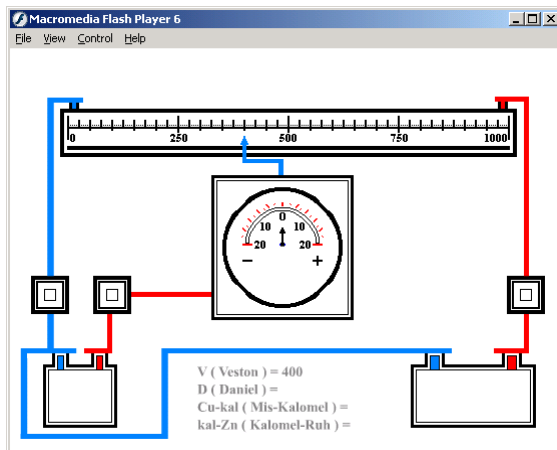 Macromedia Flash Player 6
File View Control Help
0 250 500 750 1000
0
10 10
20 20
− +
V ( Veston ) = 400
D ( Daniel ) =
Cu-kal ( Mis-Kalomel ) =
kal-Zn ( Kalomel-Ruh ) =